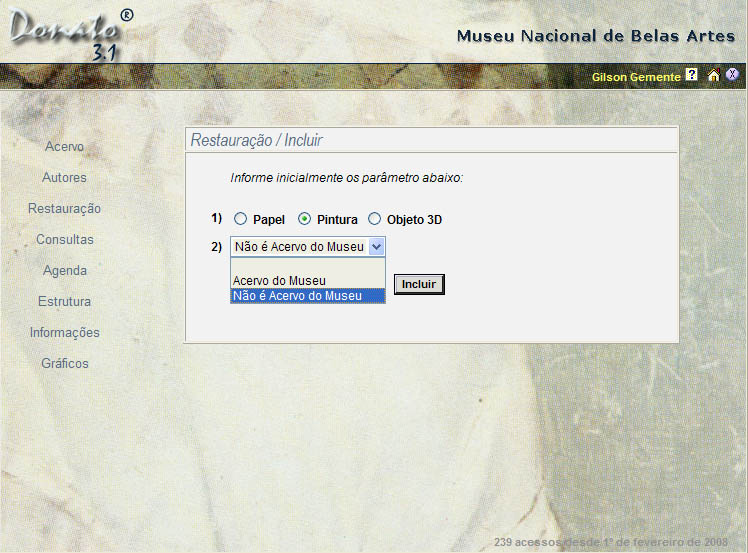 Donato ®
3.1
Museu Nacional de Belas Artes
Gilson Gemente ? X
Acervo
Autores
Restauração
Consultas
Agenda
Estrutura
Informações
Gráficos
Restauração / Incluir
Informe inicialmente os parâmetro abaixo:
1) Papel Pintura Objeto 3D
2) Não é Acervo do Museu
Acervo do Museu
Não é Acervo do Museu
Incluir
239 acessos desde 1º de fevereiro de 2008